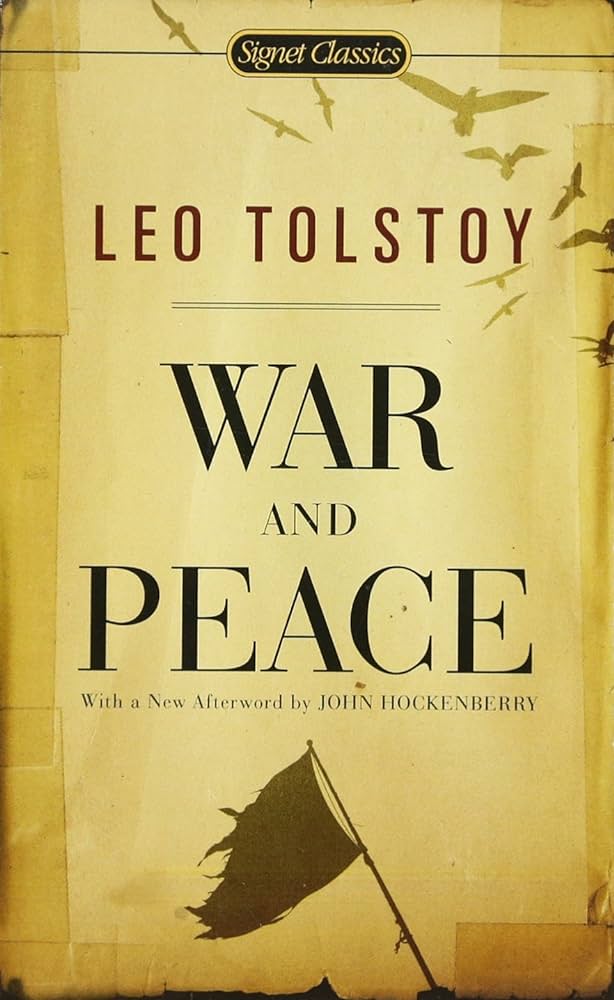 Signet Classics
LEO TOLSTOY
WAR
AND
PEACE
With a New Afterword by JOHN HOCKENBERRY